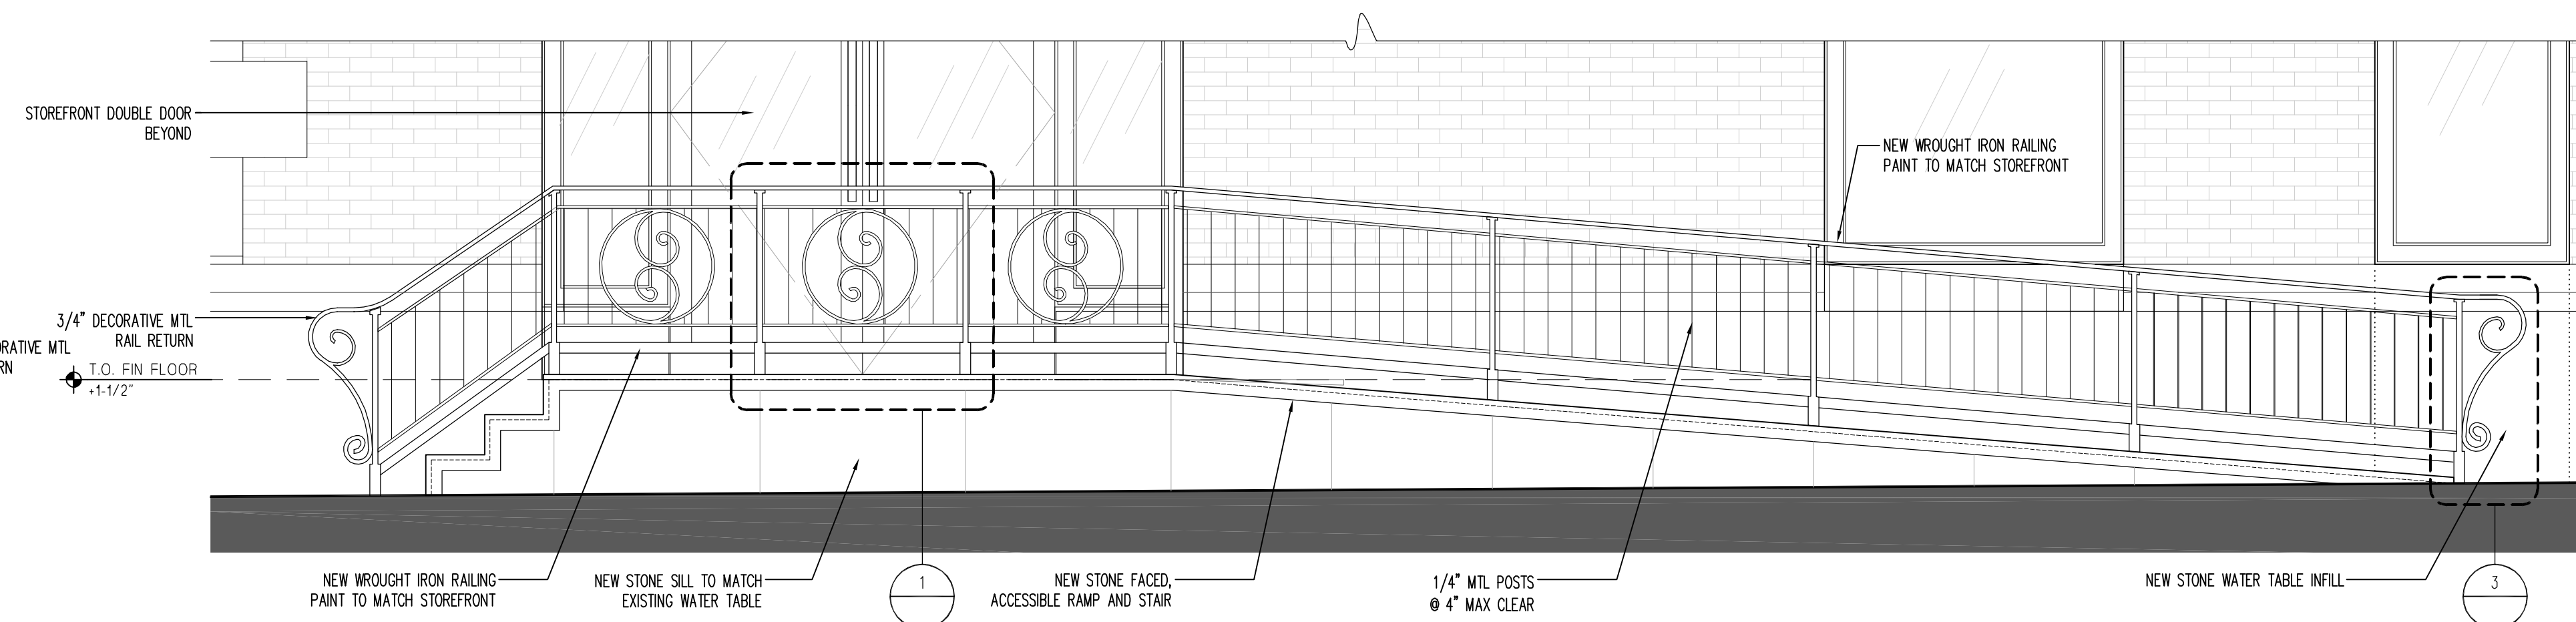 STOREFRONT DOUBLE DOOR
BEYOND
NEW WROUGHT IRON RAILING
PAINT TO MATCH STOREFRONT
3/4" DECORATIVE MTL
RAIL RETURN
ORATIVE MTL
RN
T.O. FIN FLOOR
+1-1/2"
NEW WROUGHT IRON RAILING
PAINT TO MATCH STOREFRONT
NEW STONE SILL TO MATCH
EXISTING WATER TABLE
1
NEW STONE FACED,
ACCESSIBLE RAMP AND STAIR
1/4" MTL POSTS
@ 4" MAX CLEAR
NEW STONE WATER TABLE INFILL
3